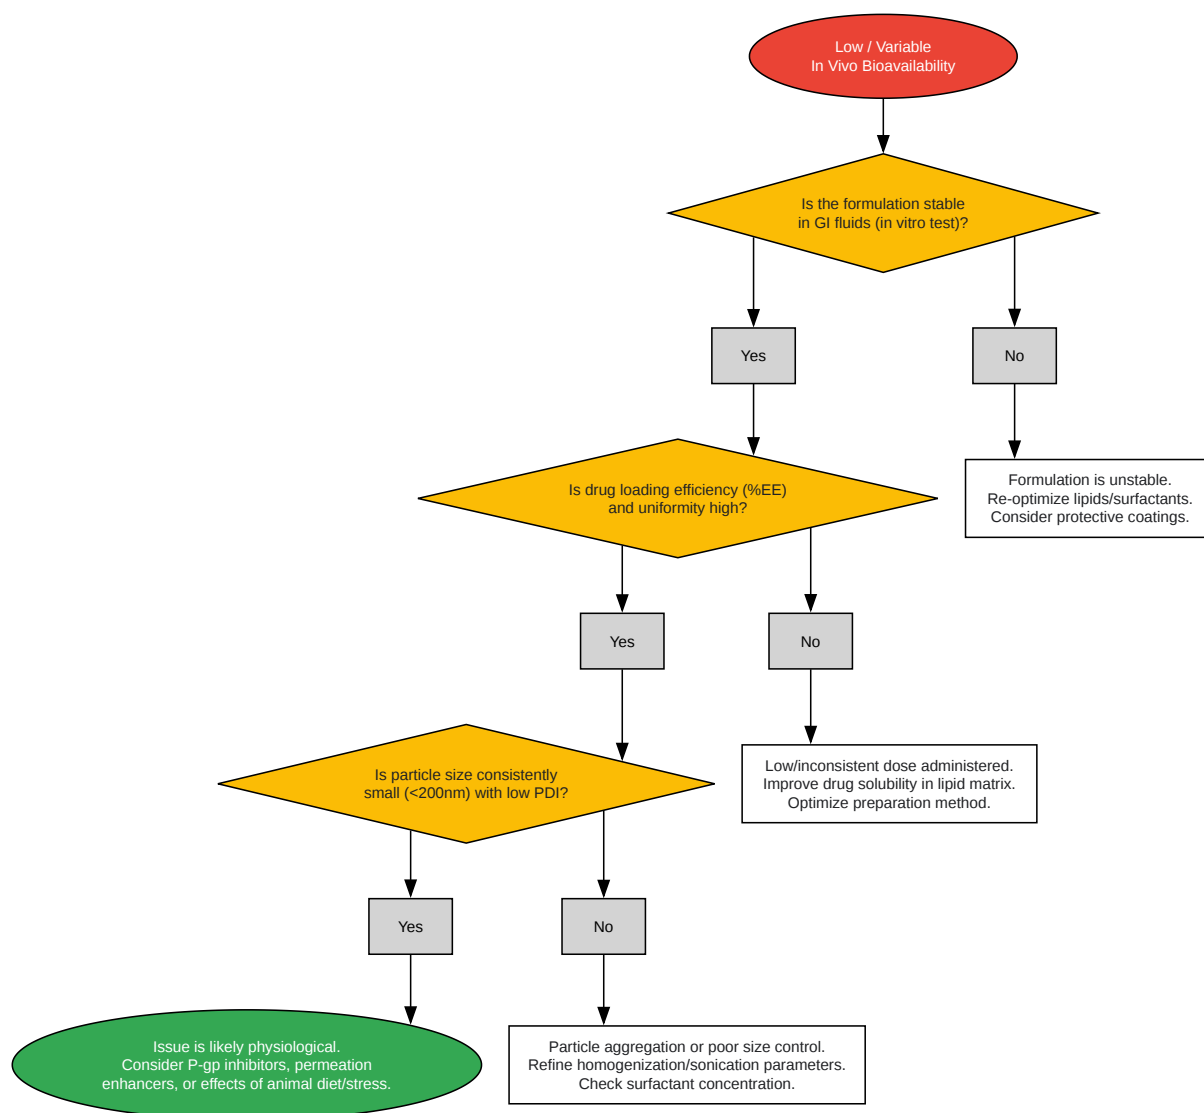 Low / Variable
In Vivo Bioavailability
Is the formulation stable
in GI fluids (in vitro test)?
Yes
No
Is drug loading efficiency (%EE)
and uniformity high?
Formulation is unstable.
Re-optimize lipids/surfactants.
Consider protective coatings.
Yes
No
Is particle size consistently
small (<200nm) with low PDI?
Low/inconsistent dose administered.
Improve drug solubility in lipid matrix.
Optimize preparation method.
Yes
No
Issue is likely physiological.
Consider P-gp inhibitors, permeation
enhancers, or effects of animal diet/stress.
Particle aggregation or poor size control.
Refine homogenization/sonication parameters.
Check surfactant concentration.